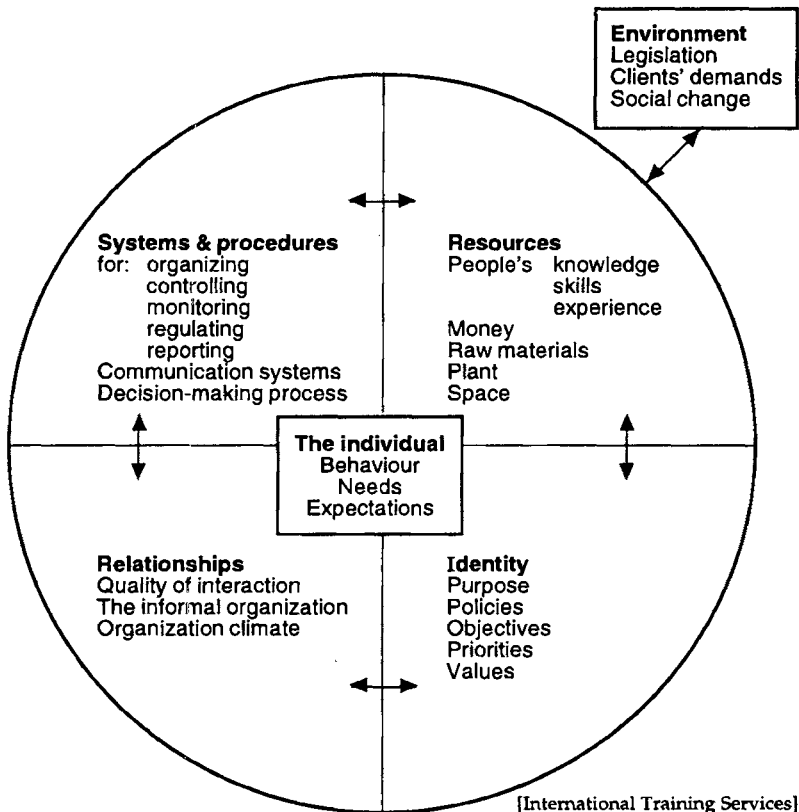 Environment
Legislation
Clients' demands
Social change
Systems & procedures
for: organizing
controlling
monitoring
regulating
reporting
Communication systems
Decision-making process
Resources
People's knowledge
skills
experience
Money
Raw materials
Plant
Space
The individual
Behaviour
Needs
Expectations
Relationships
Quality of interaction
The informal organization
Organization climate
Identity
Purpose
Policies
Objectives
Priorities
Values
[International Training Services]